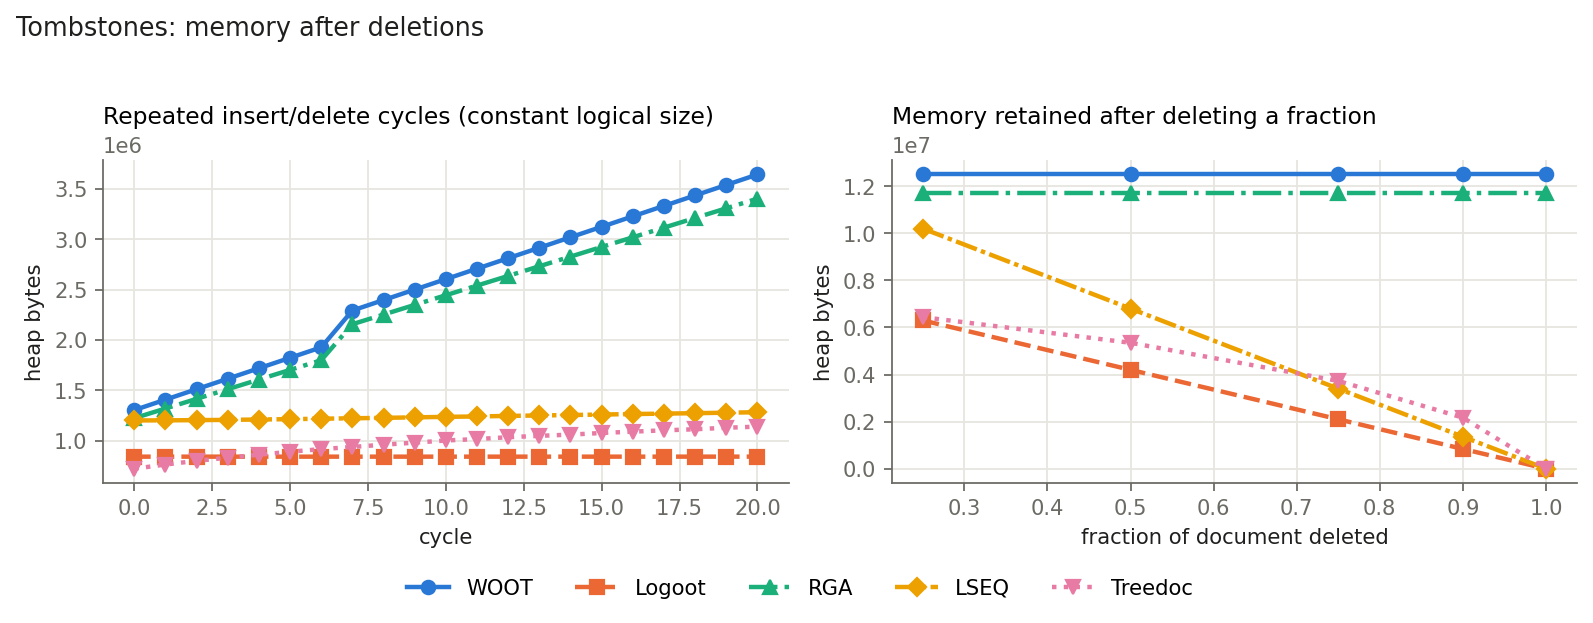 Tombstones: memory after deletions
Repeated insert/delete cycles (constant logical size)
1e6
3.5
3.0
2.5
2.0
1.5
1.0
heap bytes
0.0 2.5 5.0 7.5 10.0 12.5 15.0 17.5 20.0
cycle
Memory retained after deleting a fraction
1e7
1.2
1.0
0.8
0.6
0.4
0.2
0.0
heap bytes
0.3 0.4 0.5 0.6 0.7 0.8 0.9 1.0
fraction of document deleted
WOOT Logoot RGA LSEQ Treedoc